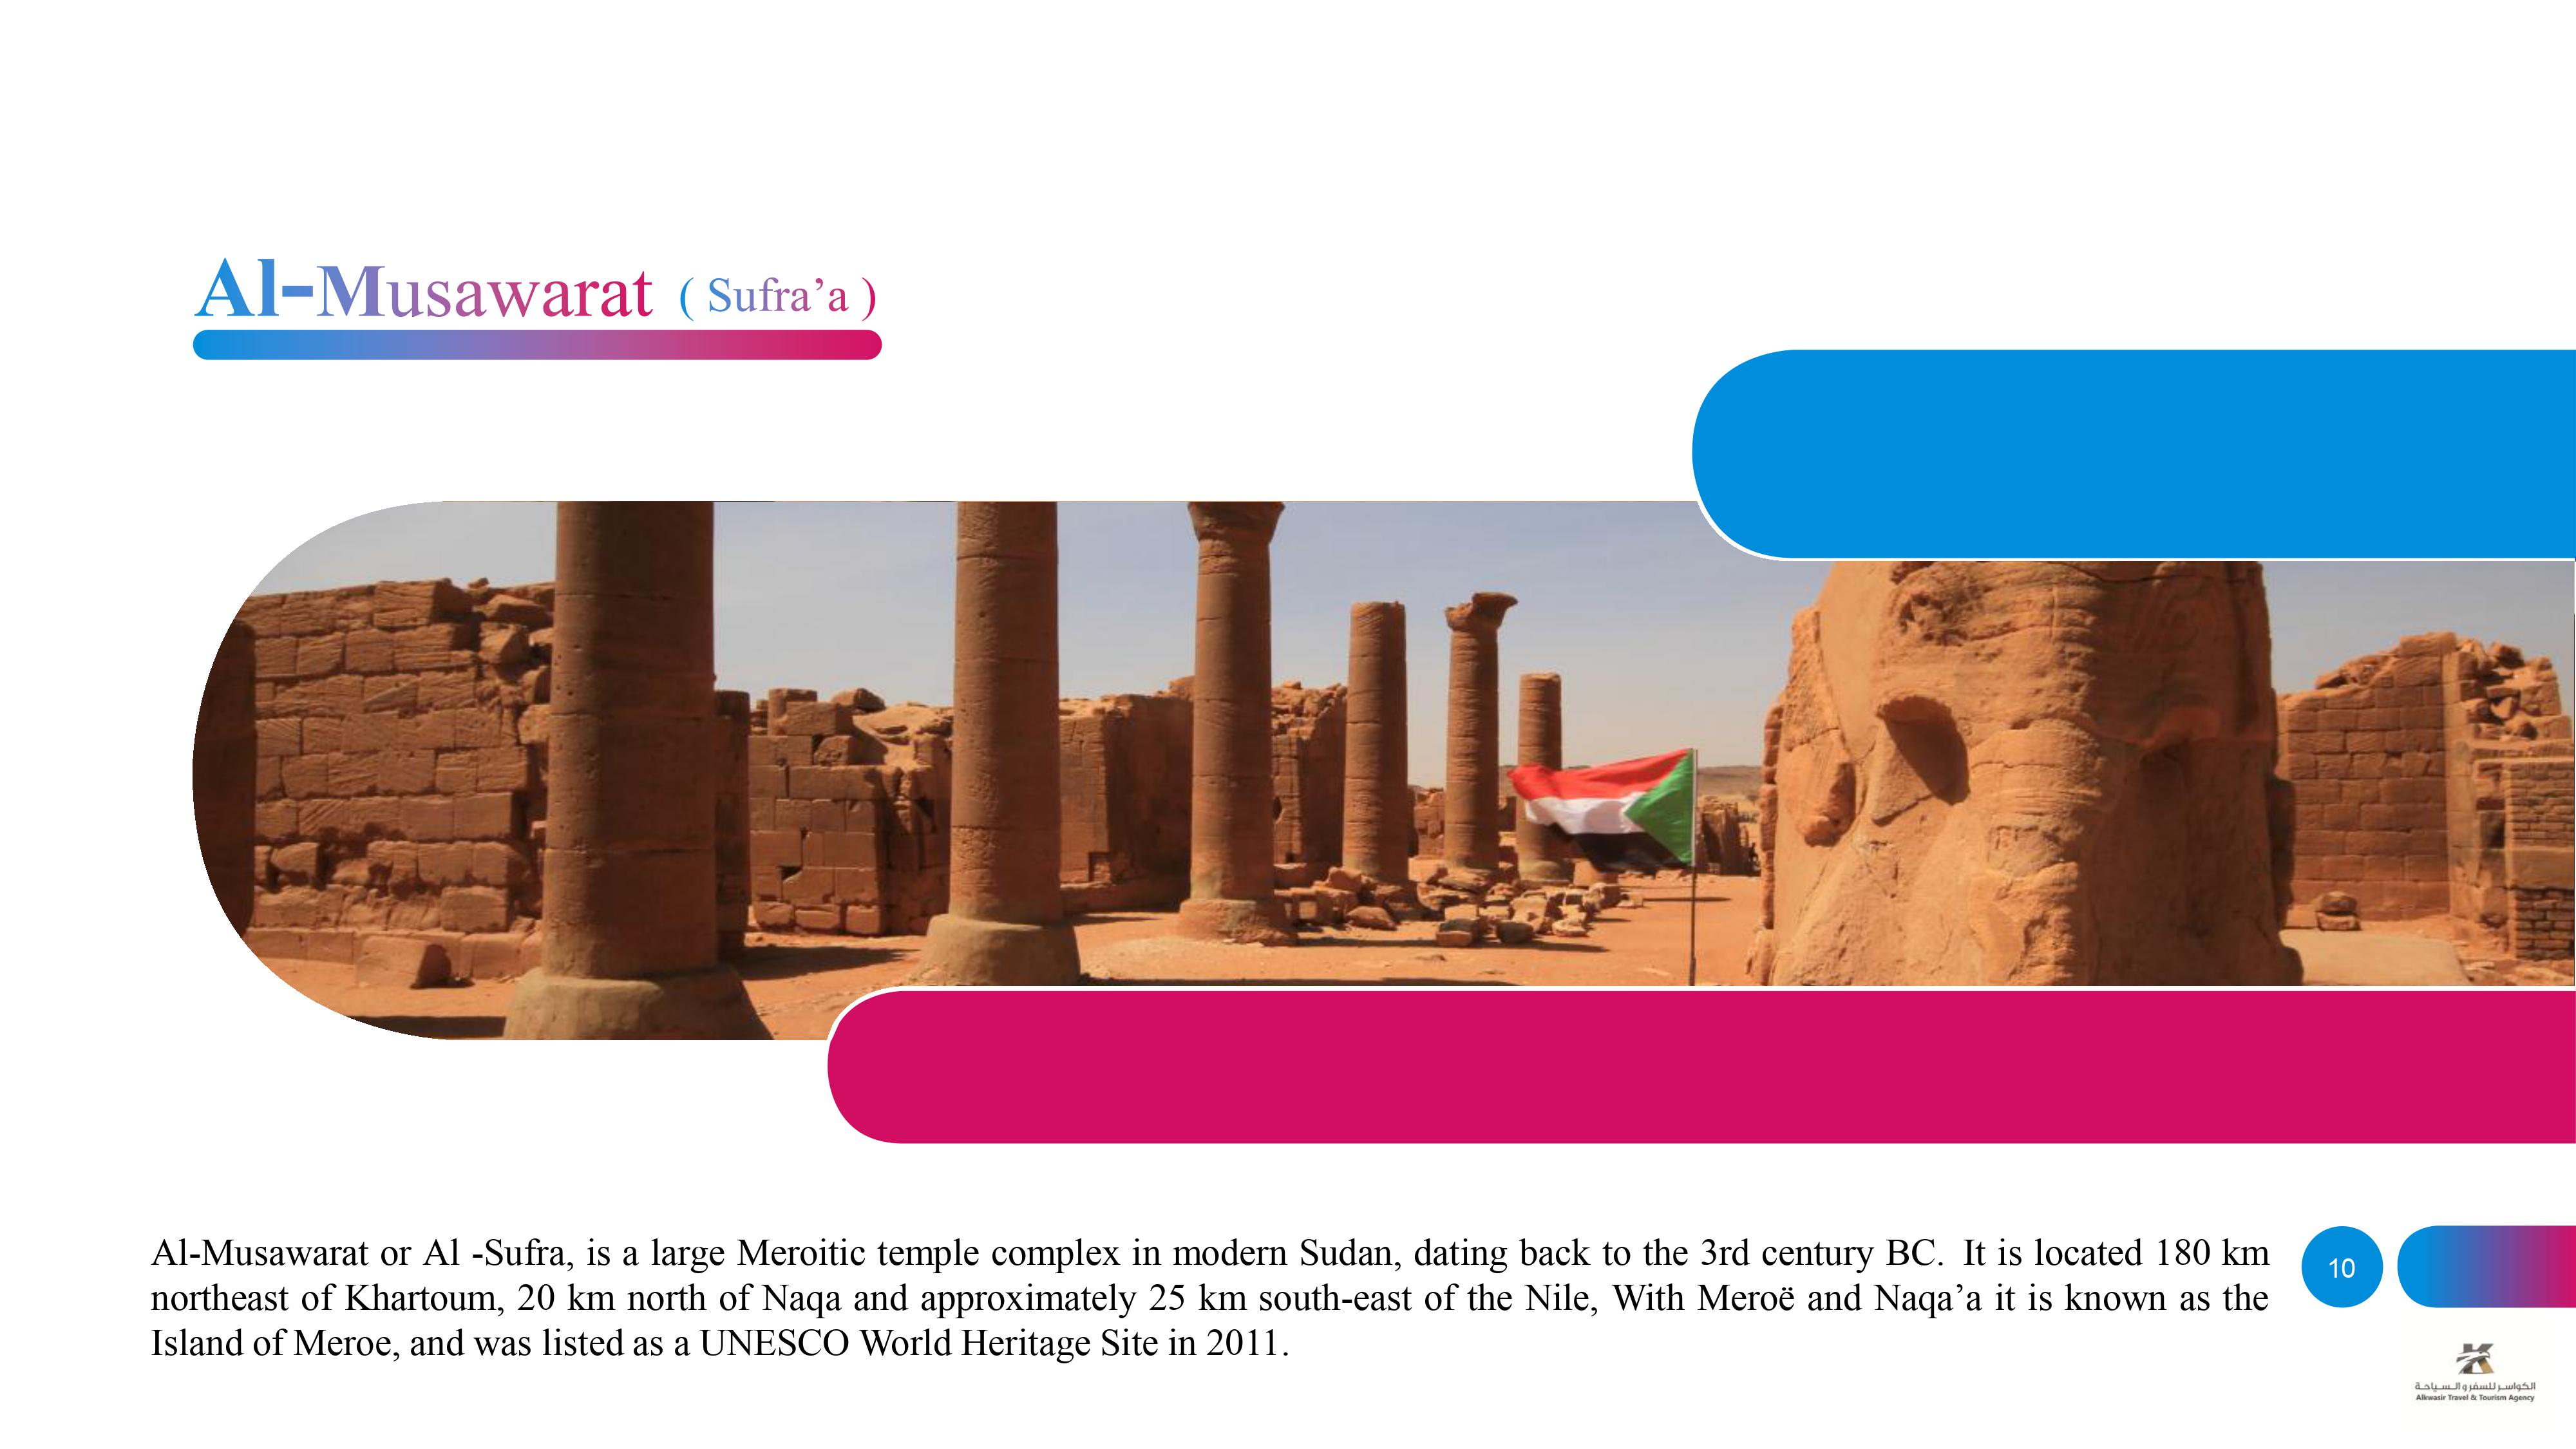 Al-Musawarat ( Sufra’a )
Al-Musawarat or Al -Sufra, is a large Meroitic temple complex in modern Sudan, dating back to the 3rd century BC. It is located 180 km
northeast of Khartoum, 20 km north of Naqa and approximately 25 km south-east of the Nile, With Meroë and Naqa’a it is known as the
Island of Meroe, and was listed as a UNESCO World Heritage Site in 2011.
10
الكواسر للسفر و السياحة
Alkwasir Travel & Tourism Agency